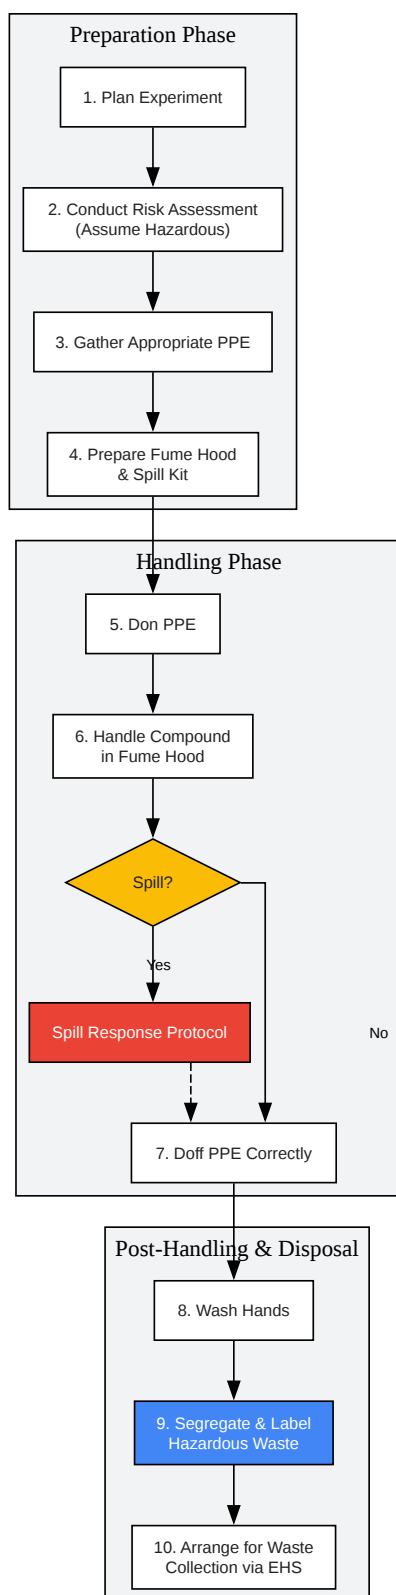 Preparation Phase
1. Plan Experiment
2. Conduct Risk Assessment
(Assume Hazardous)
3. Gather Appropriate PPE
4. Prepare Fume Hood
& Spill Kit
Handling Phase
5. Don PPE
6. Handle Compound
in Fume Hood
Spill?
Yes
Spill Response Protocol
No
7. Doff PPE Correctly
Post-Handling & Disposal
8. Wash Hands
9. Segregate & Label
Hazardous Waste
10. Arrange for Waste
Collection via EHS